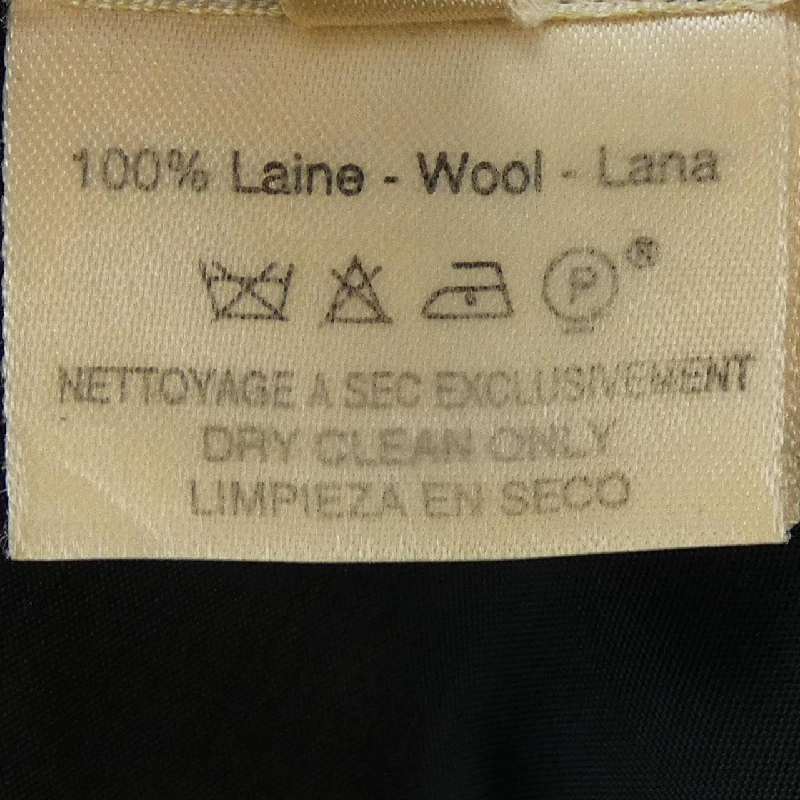 100% Laine - Wool - Lana
P ®
NETTOYAGE A SEC EXCLUSIVEMENT
DRY CLEAN ONLY
LIMPIEZA EN SECO